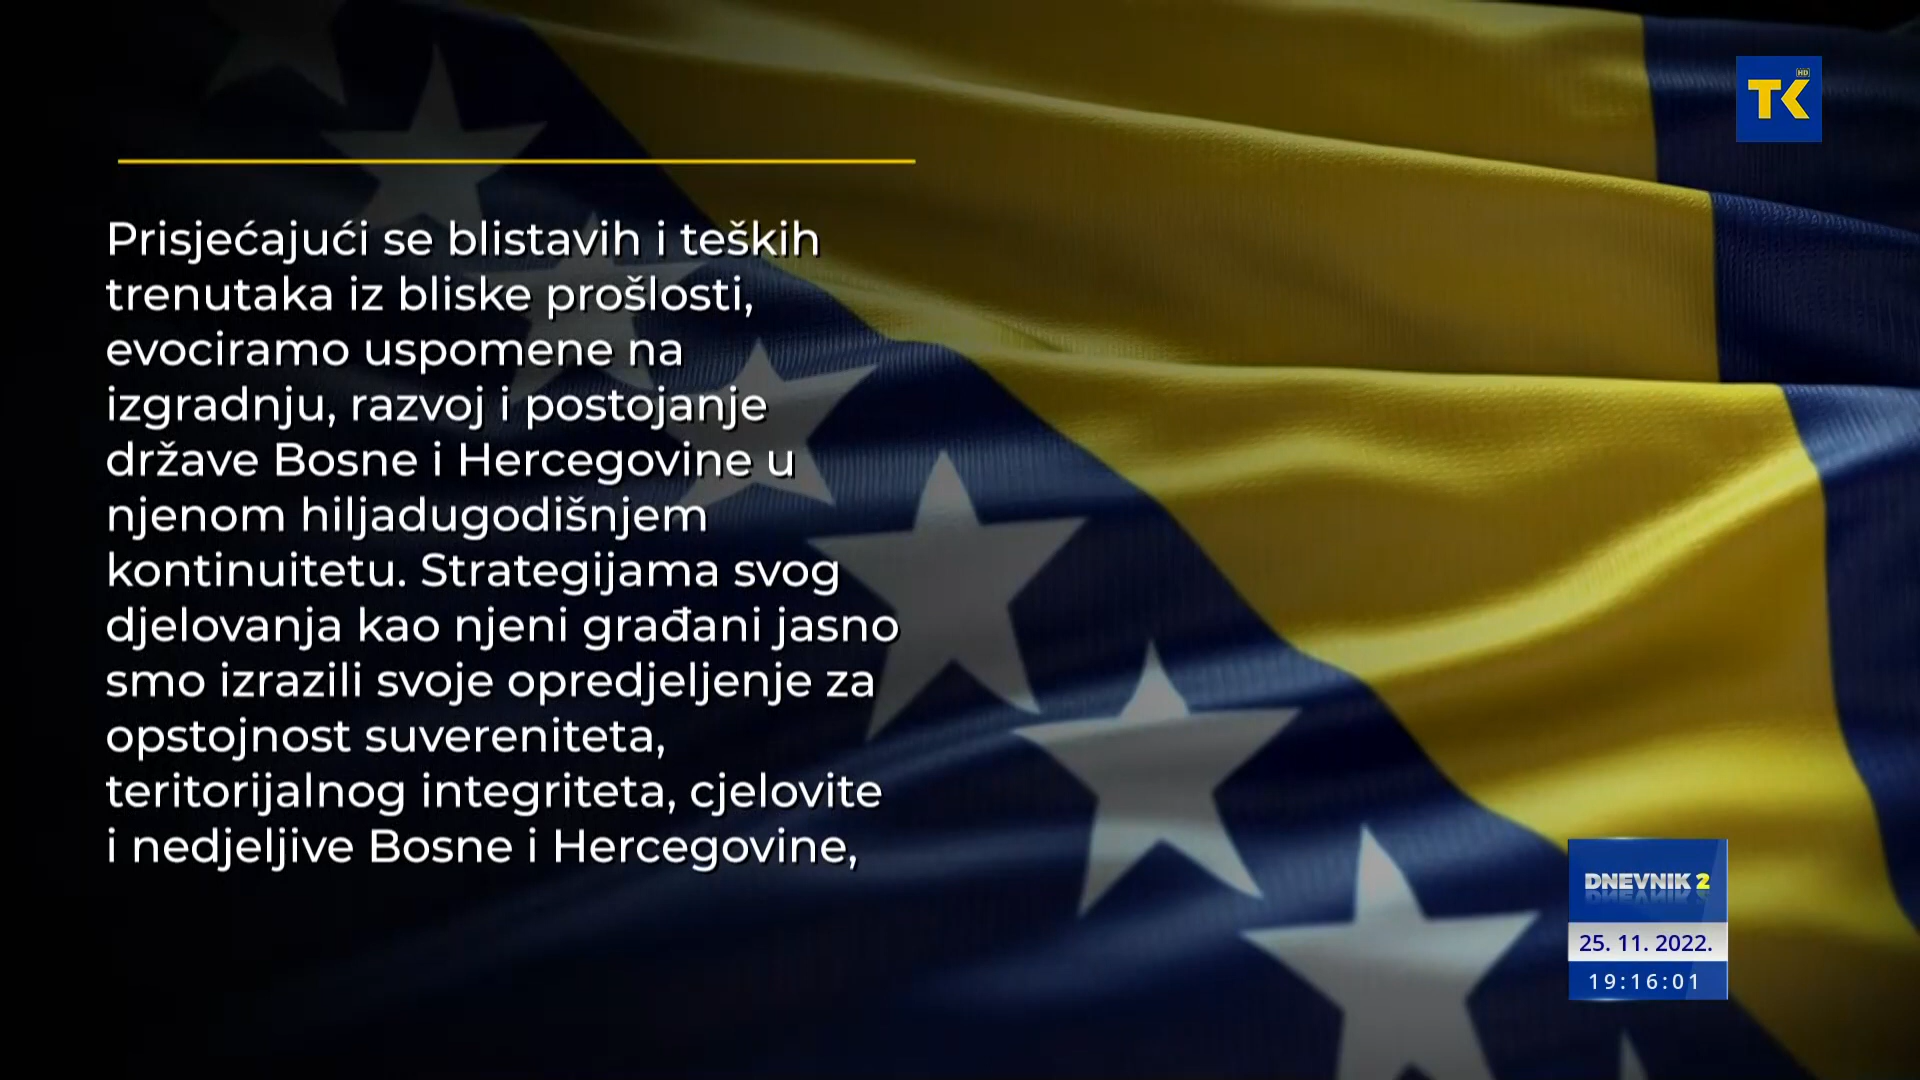 TK HD
Prisjećajući se blistavih i teških
trenutaka iz bliske prošlosti,
evociramo uspomene na
izgradnju, razvoj i postojanje
države Bosne i Hercegovine u
njenom hiljadugodišnjem
kontinuitetu. Strategijama svog
djelovanja kao njeni građani jasno
smo izrazili svoje opredjeljenje za
opstojnost suvereniteta,
teritorijalnog integriteta, cjelovite
i nedjeljive Bosne i Hercegovine,
DNEVNIK 2
25. 11. 2022.
19:16:01